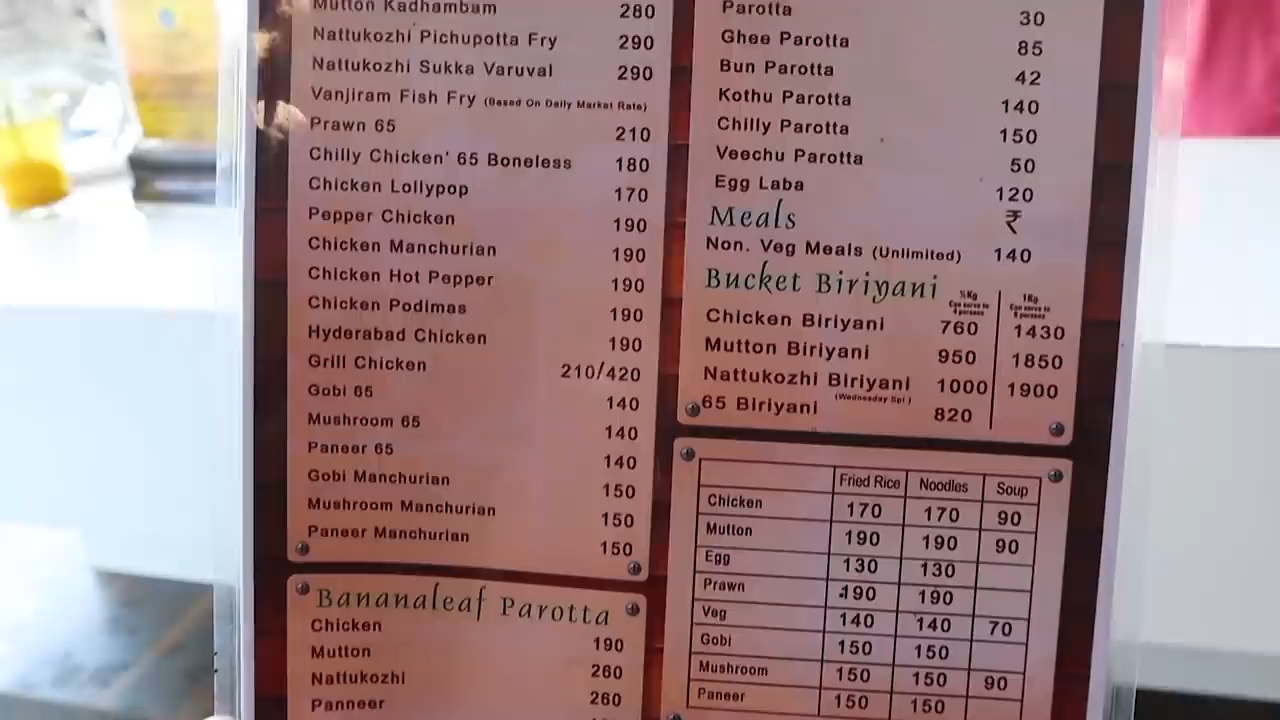 Mutton Kadhambam 280
Nattukozhi Pichupotta Fry 290
Nattukozhi Sukka Varuval 290
Vanjiram Fish Fry (Based On Daily Market Rate)
Prawn 65 210
Chilly Chicken' 65 Boneless 180
Chicken Lollypop 170
Pepper Chicken 190
Chicken Manchurian 190
Chicken Hot Pepper 190
Chicken Podimas 190
Hyderabad Chicken 190
Grill Chicken 210/420
Gobi 65 140
Mushroom 65 140
Paneer 65 140
Gobi Manchurian 150
Mushroom Manchurian 150
Paneer Manchurian 150
Bananaleaf Parotta
Chicken 190
Mutton 260
Nattukozhi 260
Panneer
Parotta 30
Ghee Parotta 85
Bun Parotta 42
Kothu Parotta 140
Chilly Parotta 150
Veechu Parotta 50
Egg Laba 120
Meals ₹
Non. Veg Meals (Unlimited) 140
Bucket Biriyani ½Kg 1Kg
Can serve to Can serve to
4 persons 8 persons
Chicken Biriyani 760 1430
Mutton Biriyani 950 1850
Nattukozhi Biriyani 1000 1900
(Wednesday Spl)
65 Biriyani 820
Fried Rice Noodles Soup
Chicken 170 170 90
Mutton 190 190 90
Egg 130 130
Prawn 190 190
Veg 140 140 70
Gobi 150 150
Mushroom 150 150 90
Paneer 150 150